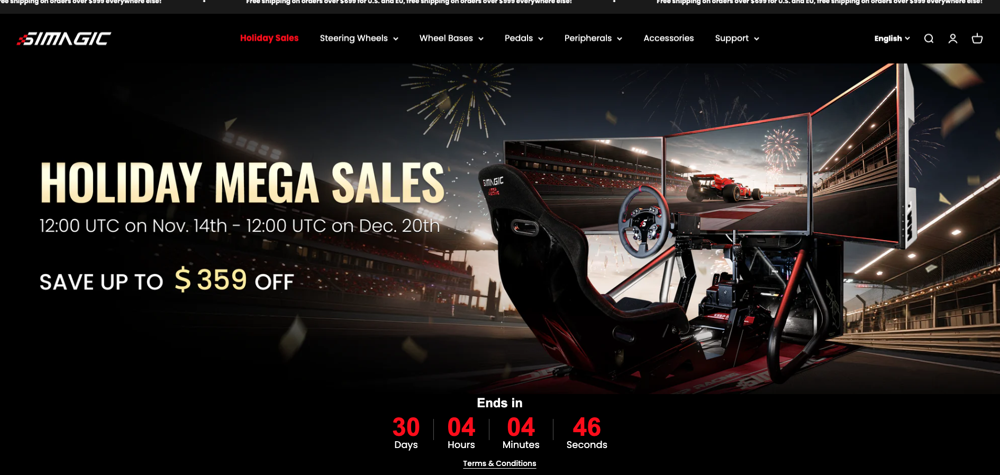 ree shipping on orders over $999 everywhere else! • Free shipping on orders over $699 for U.S. and EU, free shipping on orders over $999 everywhere else! • Free shipping on orders over $699 for U.S. and EU, free shipping on orders over $999 everywhere else!
SIMAGIC Holiday Sales Steering Wheels Wheel Bases Pedals Peripherals Accessories Support English
HOLIDAY MEGA SALES
12:00 UTC on Nov. 14th - 12:00 UTC on Dec. 20th
SAVE UP TO $359 OFF
SIMAGIC
KEEP RACING
Ends in
30 04 04 46
Days Hours Minutes Seconds
Terms & Conditions